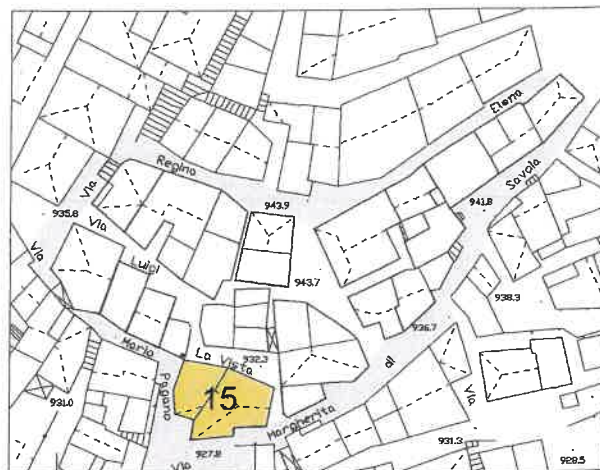 Elena
Regina
Savoia
943.9
941.8
Via
935.8
Via
Via
Luigi
943.7
938.3
936.7
Mario
La Vista
932.3
di
Via
Pagano
15
931.0
Margherita
931.3
927.8
Via
928.5